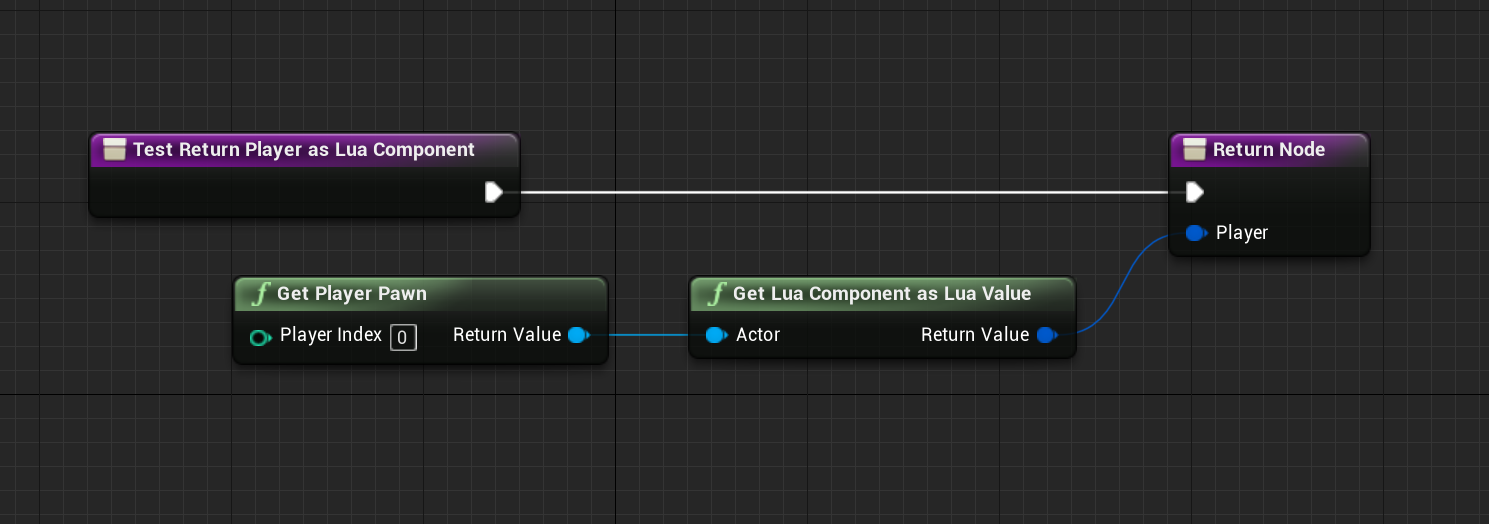 Test Return Player as Lua Component
Return Node
Player
Get Player Pawn
Player Index 0 Return Value
Get Lua Component as Lua Value
Actor Return Value